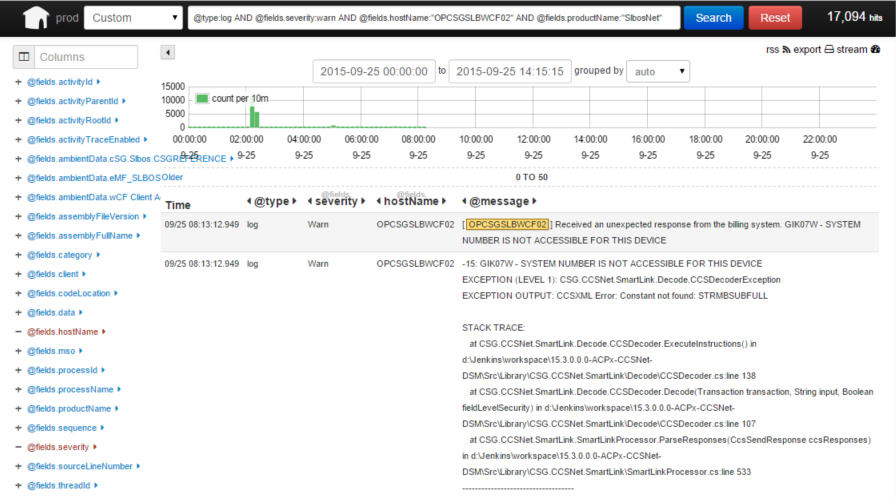 prod Custom @type:log AND @fields.severity:warn AND @fields.hostName:"OPCSGSLBWCF02" AND @fields.productName:"SlbosNet" Search Reset 17,094 hits
Columns
rss export stream
2015-09-25 00:00:00 to 2015-09-25 14:15:15 grouped by auto
15000
10000
5000
0
count per 10m
00:00:00 02:00:00 04:00:00 06:00:00 08:00:00 10:00:00 12:00:00 14:00:00 16:00:00 18:00:00 20:00:00 22:00:00
9-25 9-25 9-25 9-25 9-25 9-25 9-25 9-25 9-25 9-25 9-25 9-25
@fields.activityId
@fields.activityParentId
@fields.activityRootId
@fields.activityTraceEnabled
@fields.ambientData.cSG.Slbos.CSGREFERENCE
@fields.ambientData.eMF_SLBOS
@fields.ambientData.wCF Client A
@fields.assemblyFileVersion
@fields.assemblyFullName
@fields.category
@fields.client
@fields.codeLocation
@fields.data
@fields.hostName
@fields.mso
@fields.processId
@fields.processName
@fields.productName
@fields.sequence
@fields.severity
@fields.sourceLineNumber
@fields.threadId
Older 0 TO 50
@fields. @fields.
Time @type severity hostName @message
09/25 08:13:12.949 log Warn OPCSGSLBWCF02 [ OPCSGSLBWCF02 ] Received an unexpected response from the billing system. GIK07W - SYSTEM
NUMBER IS NOT ACCESSIBLE FOR THIS DEVICE
09/25 08:13:12.949 log Warn OPCSGSLBWCF02 -15: GIK07W - SYSTEM NUMBER IS NOT ACCESSIBLE FOR THIS DEVICE
EXCEPTION (LEVEL 1): CSG.CCSNet.SmartLink.Decode.CCSDecoderException
EXCEPTION OUTPUT: CCSXML Error: Constant not found: STRMBSUBFULL
STACK TRACE:
at CSG.CCSNet.SmartLink.Decode.CCSDecoder.ExecuteInstructions() in
d:\Jenkins\workspace\15.3.0.0.0-ACPx-CCSNet-
DSM\Src\Library\CSG.CCSNet.SmartLink\Decode\CCSDecoder.cs:line 138
at CSG.CCSNet.SmartLink.Decode.CCSDecoder.Decode(Transaction transaction, String input, Boolean
fieldLevelSecurity) in d:\Jenkins\workspace\15.3.0.0.0-ACPx-CCSNet-
DSM\Src\Library\CSG.CCSNet.SmartLink\Decode\CCSDecoder.cs:line 107
at CSG.CCSNet.SmartLink.SmartLinkProcessor.ParseResponses(CcsSendResponse ccsResponses)
in d:\Jenkins\workspace\15.3.0.0.0-ACPx-CCSNet-
DSM\Src\Library\CSG.CCSNet.SmartLink\SmartLinkProcessor.cs:line 533
-----------------------------------